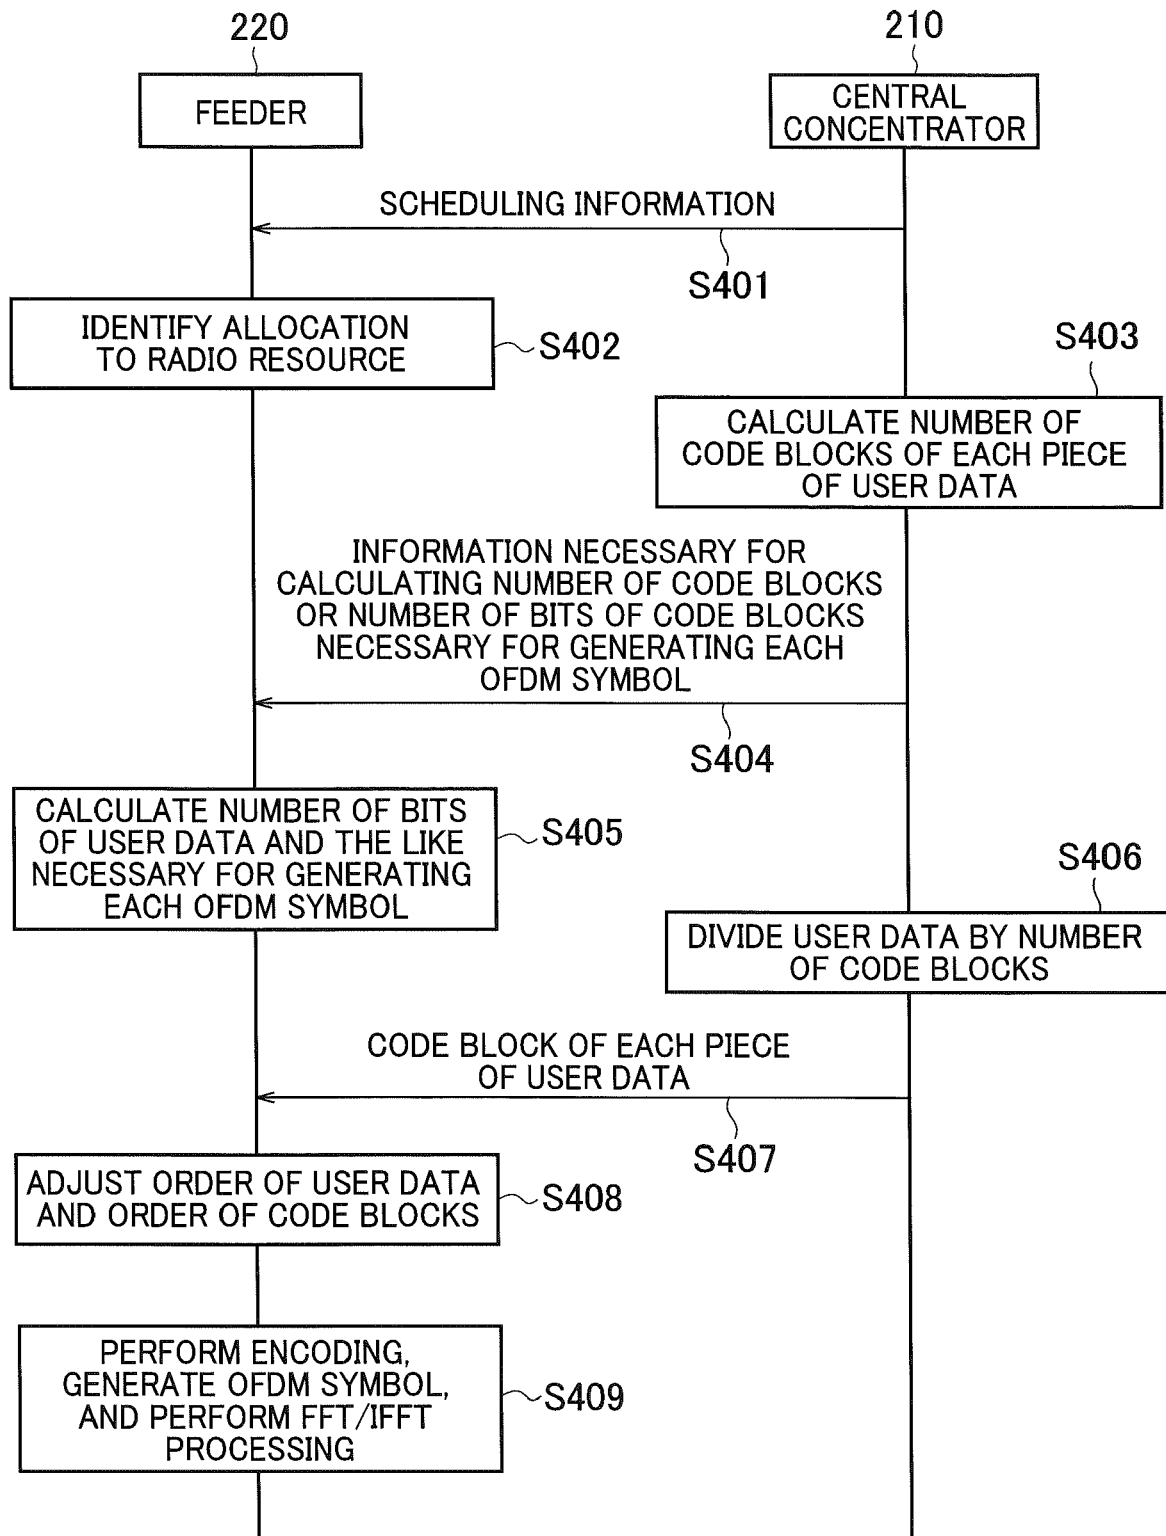 220
210
FEEDER
CENTRAL
CONCENTRATOR
SCHEDULING INFORMATION
S401
IDENTIFY ALLOCATION
TO RADIO RESOURCE
S402
S403
CALCULATE NUMBER OF
CODE BLOCKS OF EACH PIECE
OF USER DATA
INFORMATION NECESSARY FOR
CALCULATING NUMBER OF CODE BLOCKS
OR NUMBER OF BITS OF CODE BLOCKS
NECESSARY FOR GENERATING EACH
OFDM SYMBOL
S404
CALCULATE NUMBER OF BITS
OF USER DATA AND THE LIKE
NECESSARY FOR GENERATING
EACH OFDM SYMBOL
S405
S406
DIVIDE USER DATA BY NUMBER
OF CODE BLOCKS
CODE BLOCK OF EACH PIECE
OF USER DATA
S407
ADJUST ORDER OF USER DATA
AND ORDER OF CODE BLOCKS
S408
PERFORM ENCODING,
GENERATE OFDM SYMBOL,
AND PERFORM FFT/IFFT
PROCESSING
S409